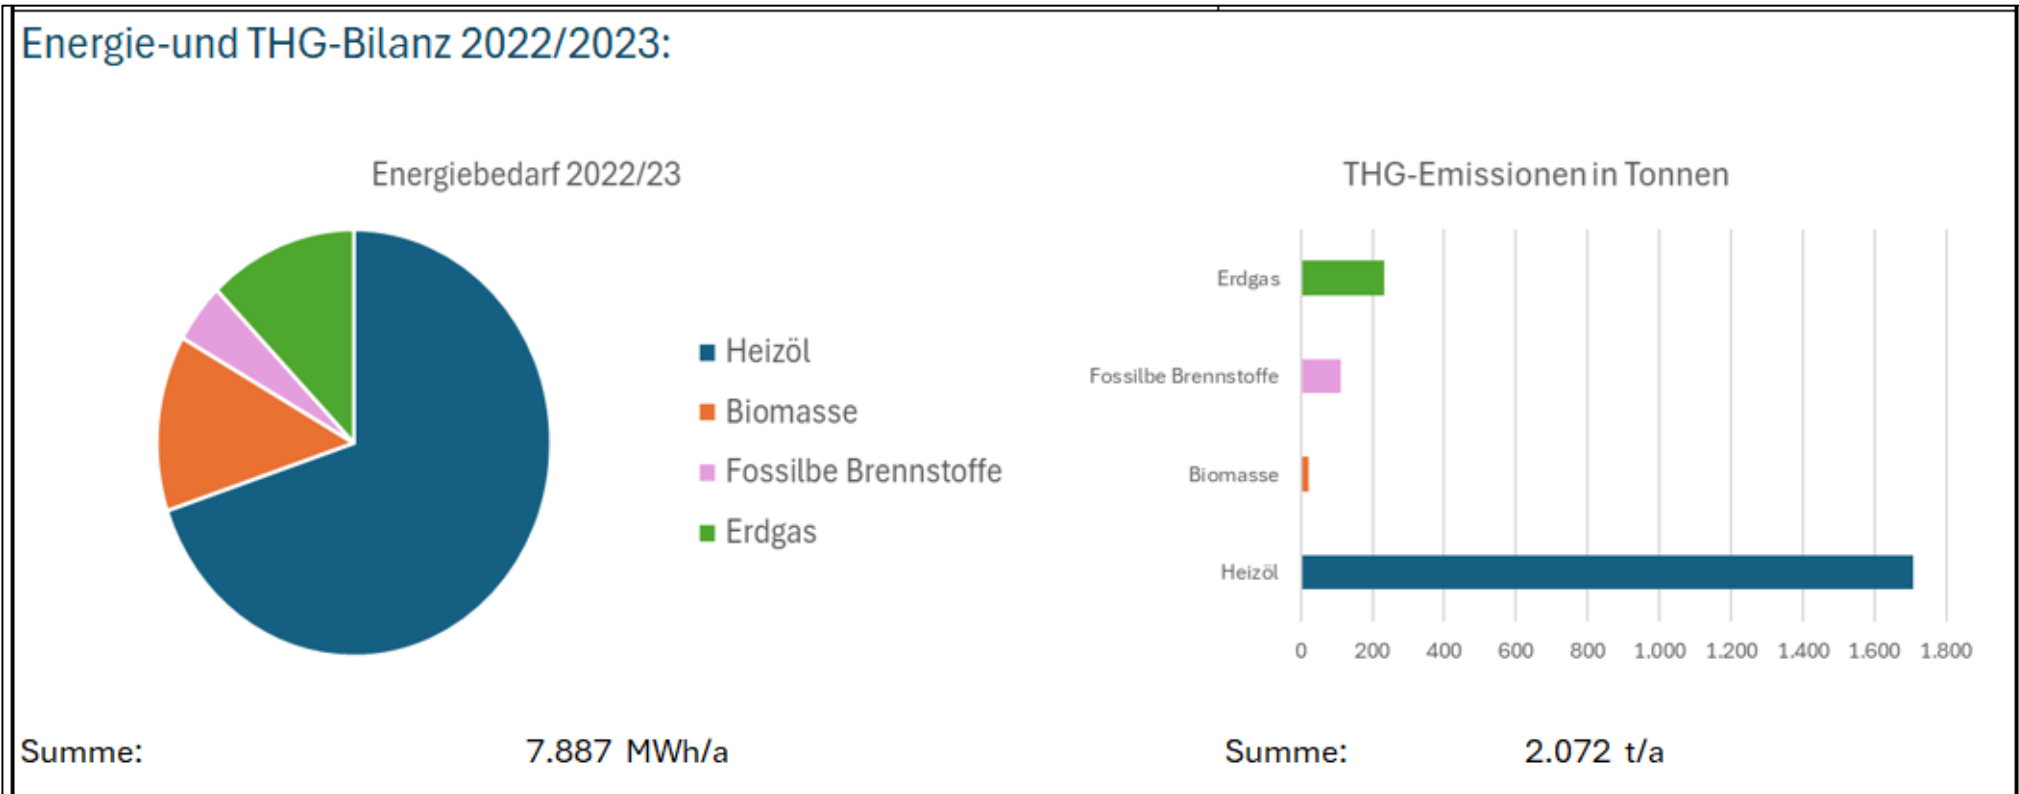 Energie-und THG-Bilanz 2022/2023:
Energiebedarf 2022/23
Heizöl
Biomasse
Fossilbe Brennstoffe
Erdgas
THG-Emissionen in Tonnen
Erdgas
Fossilbe Brennstoffe
Biomasse
Heizöl
0 200 400 600 800 1.000 1.200 1.400 1.600 1.800
Summe: 7.887 MWh/a
Summe: 2.072 t/a